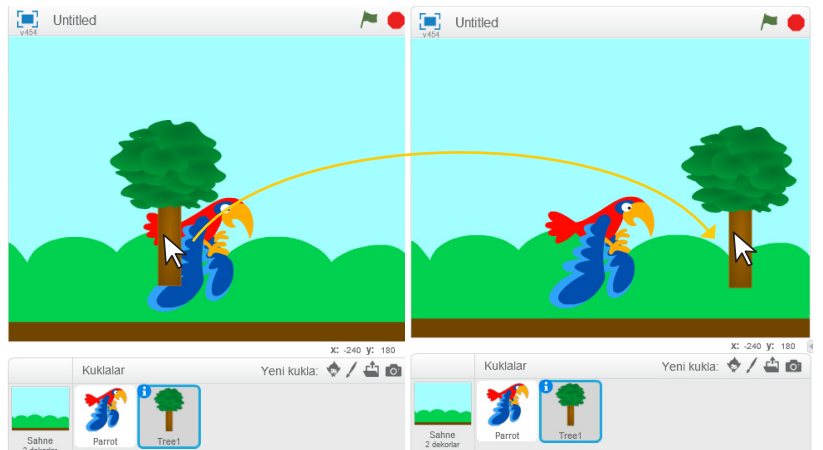 Untitled
v454
x: -240 y: 180
Kuklalar
Yeni kukla:
Sahne
2 dekorlar
Parrot
Tree1
Untitled
v454
x: -240 y: 180
Kuklalar
Yeni kukla:
Sahne
2 dekorlar
Parrot
Tree1